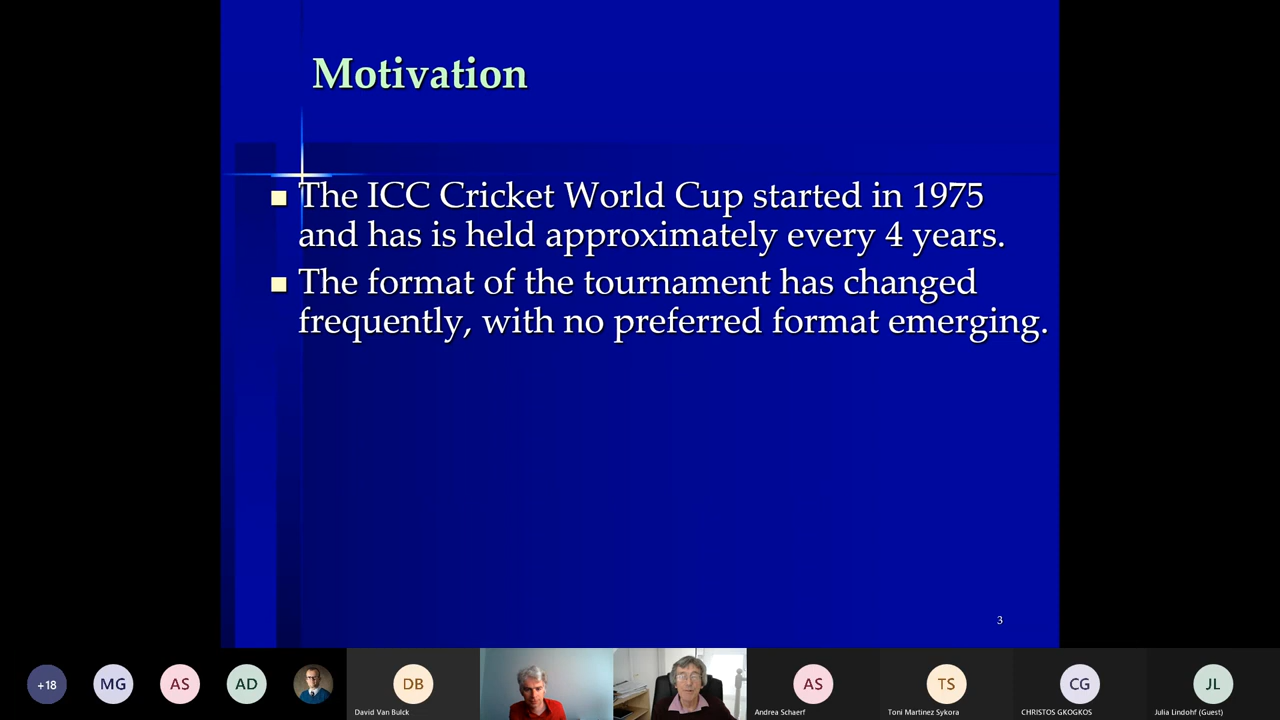 Motivation
The ICC Cricket World Cup started in 1975
and has is held approximately every 4 years.
The format of the tournament has changed
frequently, with no preferred format emerging.
3
+18
MG
AS
AD
DB
David Van Bulck
AS
Andrea Schaerf
TS
Toni Martinez Sykora
CG
CHRISTOS GKOGKOS
JL
Julia Lindohf (Guest)